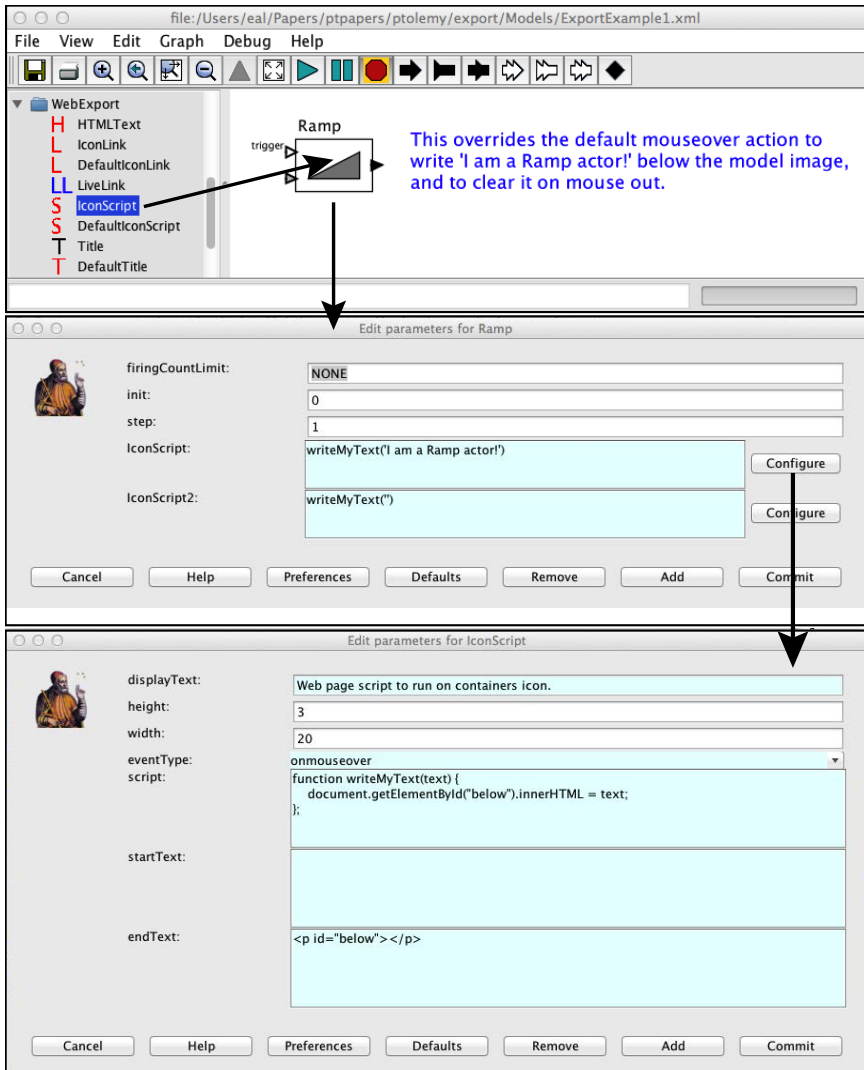 file:/Users/eal/Papers/ptpapers/ptolemy/export/Models/ExportExample1.xml
File View Edit Graph Debug Help
WebExport
H HTMLText
L IconLink
L DefaultIconLink
LL LiveLink
S IconScript
S DefaultIconScript
T Title
T DefaultTitle
Ramp
trigger
This overrides the default mouseover action to
write 'I am a Ramp actor!' below the model image,
and to clear it on mouse out.
Edit parameters for Ramp
firingCountLimit: NONE
init: 0
step: 1
IconScript: writeMyText('I am a Ramp actor!')
Configure
IconScript2: writeMyText('')
Configure
Cancel Help Preferences Defaults Remove Add Commit
Edit parameters for IconScript
displayText: Web page script to run on containers icon.
height: 3
width: 20
eventType: onmouseover
script: function writeMyText(text) {
document.getElementById("below").innerHTML = text;
};
startText:
endText: <p id="below"></p>
Cancel Help Preferences Defaults Remove Add Commit